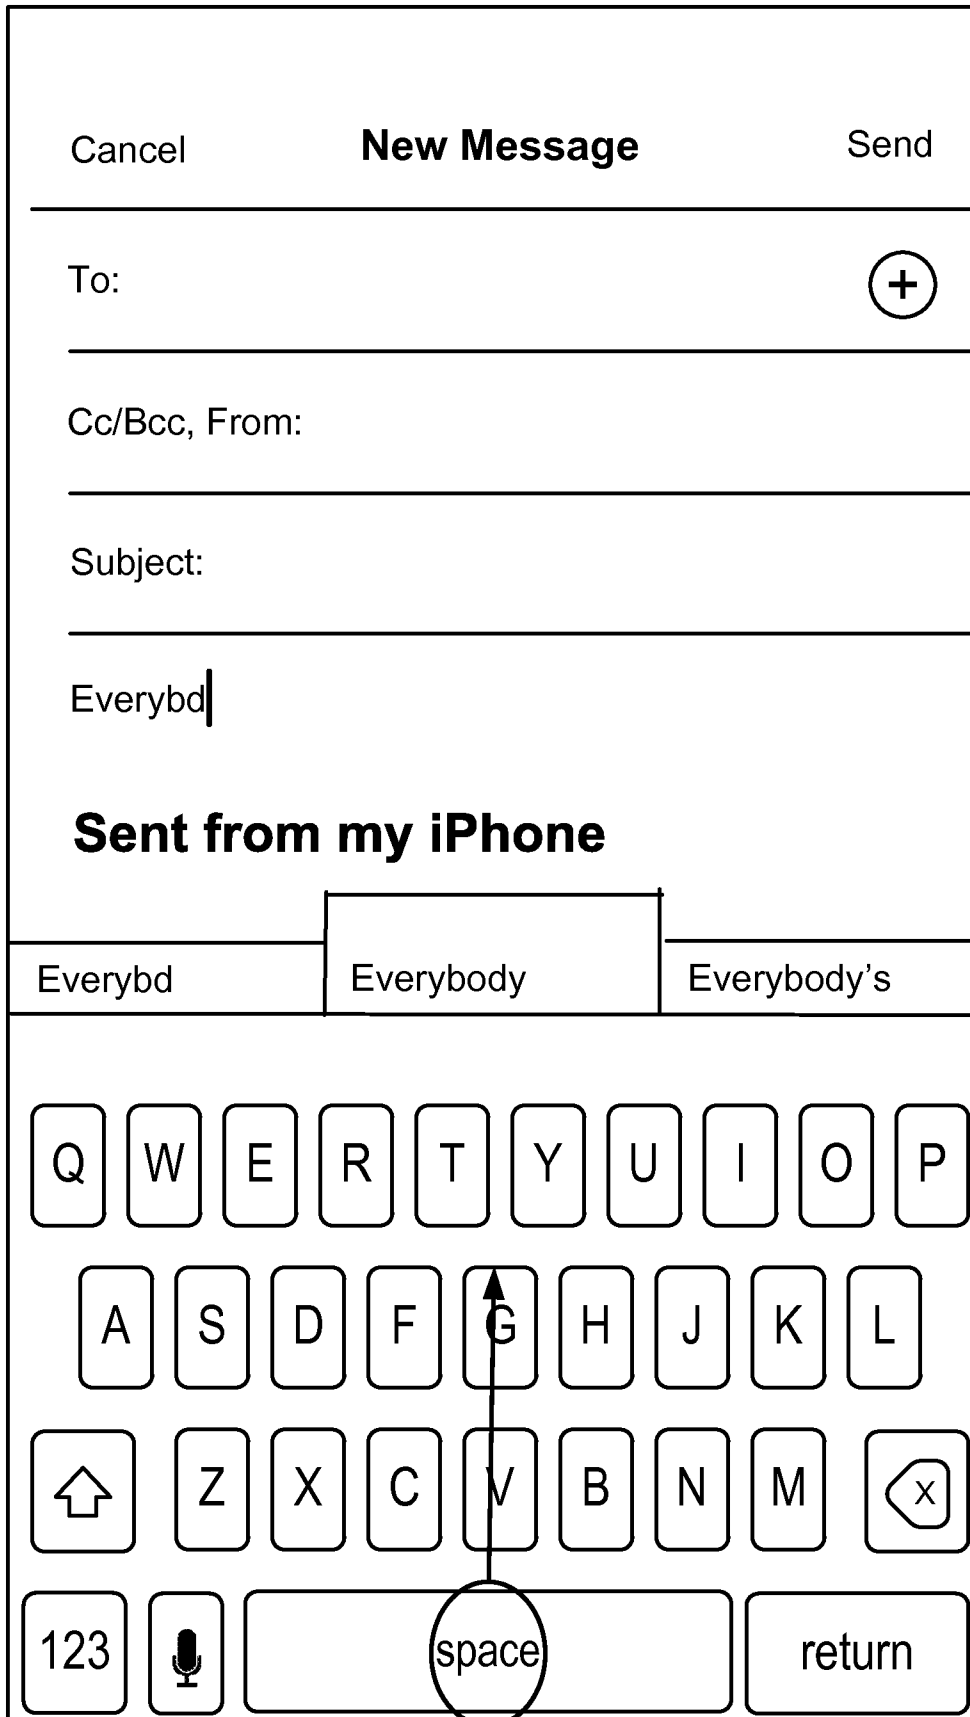 Cancel New Message Send
To: +
Cc/Bcc, From:
Subject:
Everybd
Sent from my iPhone
Everybd Everybody Everybody's
Q W E R T Y U I O P
A S D F G H J K L
Z X C V B N M X
123 space return